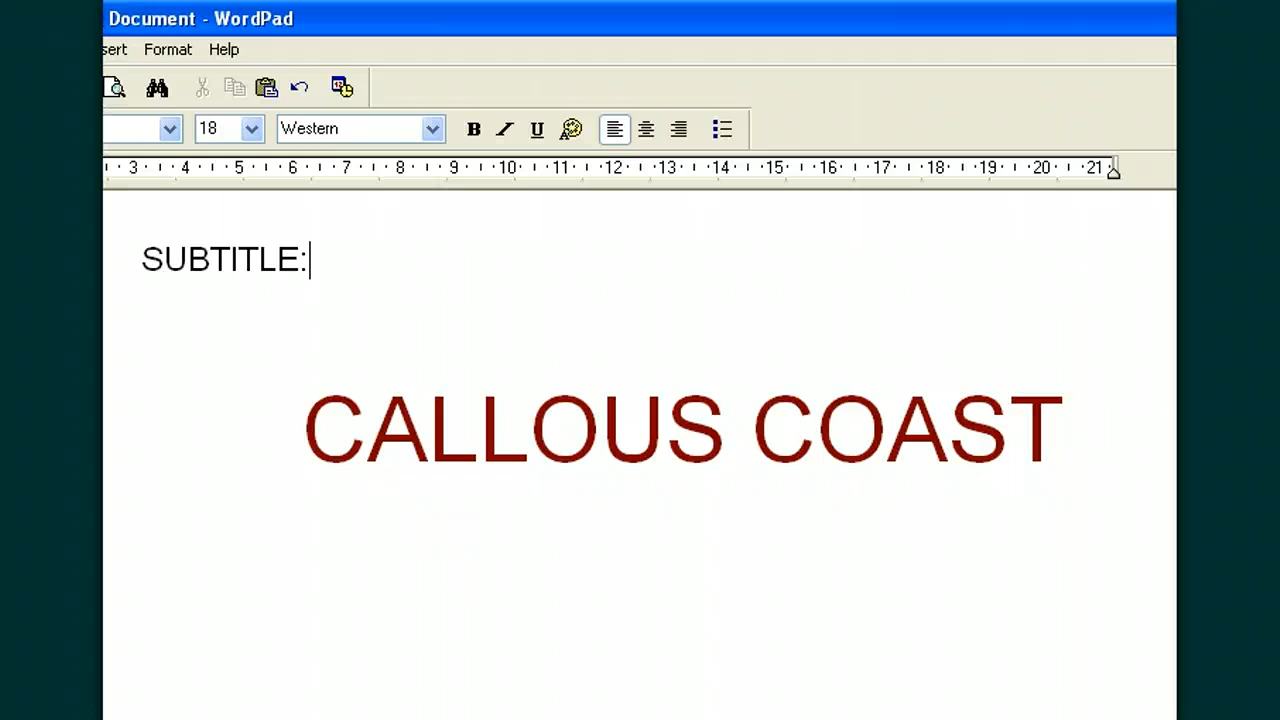 Document - WordPad
sert Format Help
18 Western B I U
3 4 5 6 7 8 9 10 11 12 13 14 15 16 17 18 19 20 21
SUBTITLE:
CALLOUS COAST